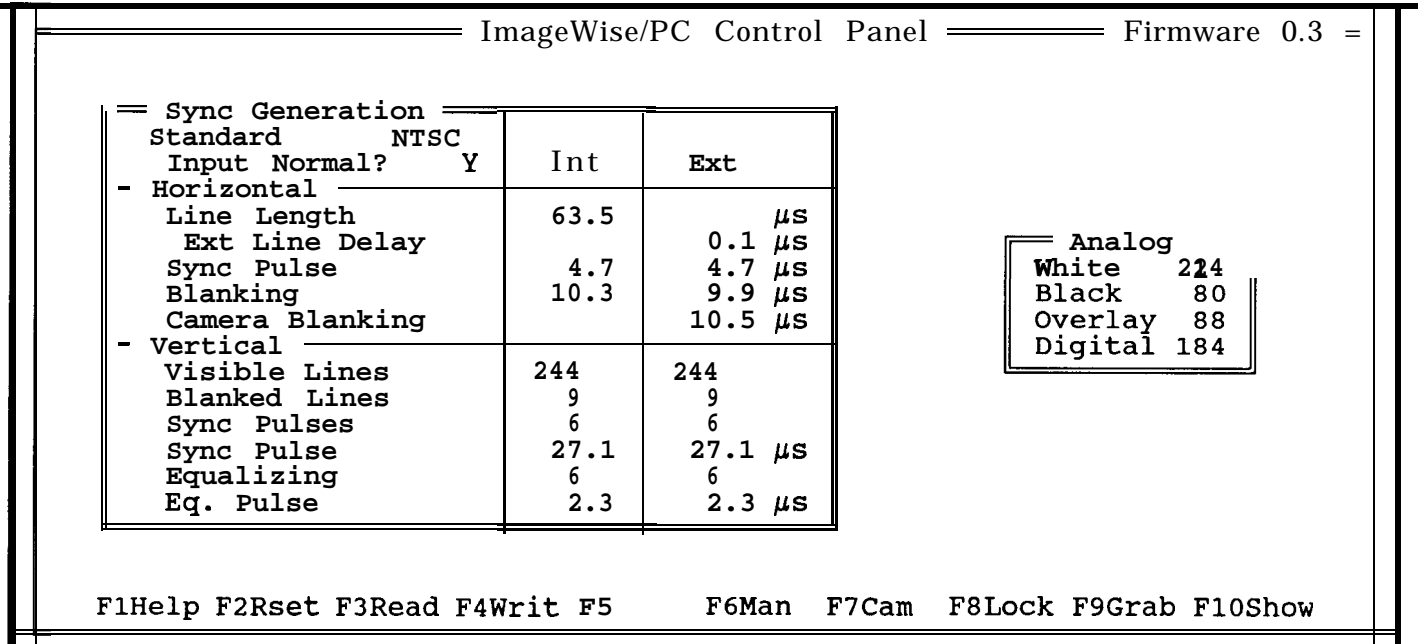 ImageWise/PC Control Panel Firmware 0.3
Sync Generation
Standard NTSC
Input Normal? Y Int Ext
Horizontal
Line Length 63.5 µs
Ext Line Delay 0.1 µs
Sync Pulse 4.7 4.7 µs
Blanking 10.3 9.9 µs
Camera Blanking 10.5 µs
Vertical
Visible Lines 244 244
Blanked Lines 9 9
Sync Pulses 6 6
Sync Pulse 27.1 27.1 µs
Equalizing 6 6
Eq. Pulse 2.3 2.3 µs
Analog
White
Black 80
Overlay 88
Digital 184
F1Help F2Rset F3Read F4Writ F5 F6Man F7Cam F8Lock F9Grab F10Show